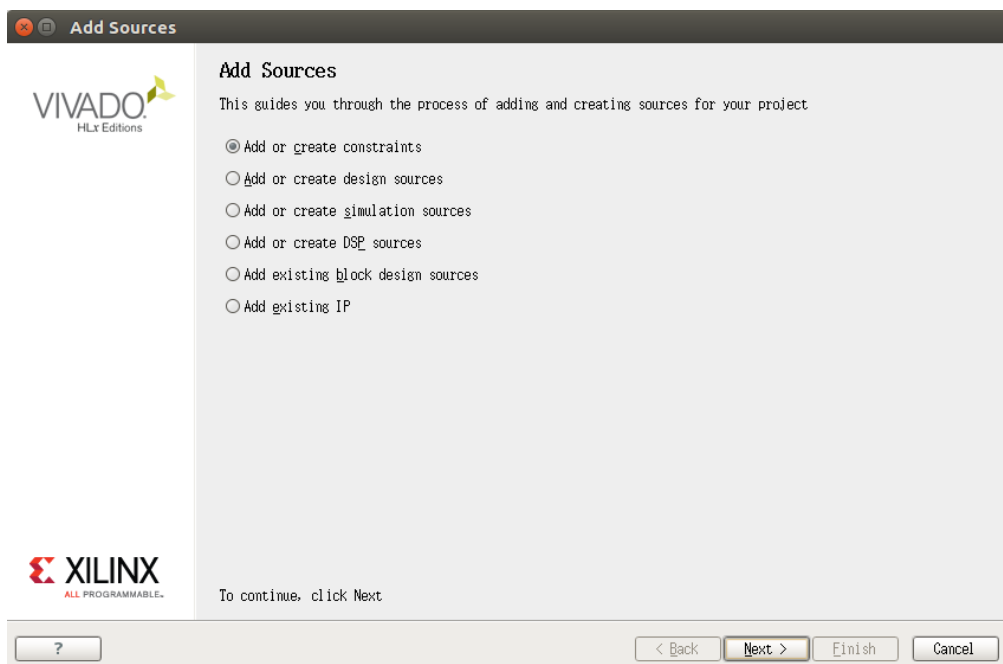 Add Sources
VIVADO.
HLx Editions
Add Sources
This guides you through the process of adding and creating sources for your project
Add or create constraints
Add or create design sources
Add or create simulation sources
Add or create DSP sources
Add existing block design sources
Add existing IP
XILINX
ALL PROGRAMMABLE.
To continue, click Next
?
< Back
Next >
Finish
Cancel